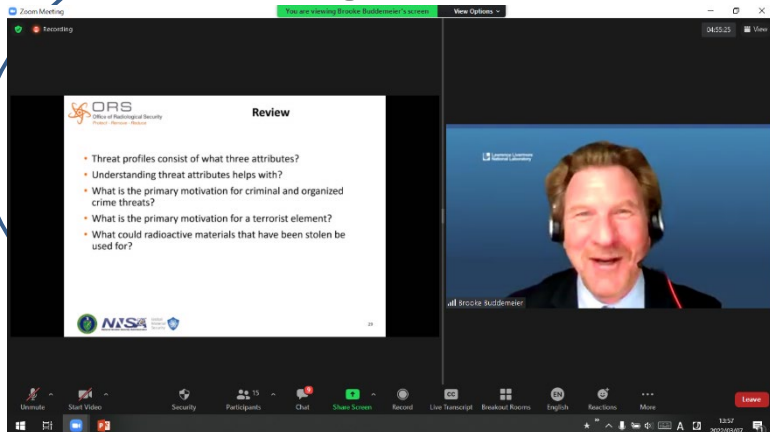 Zoom Meeting
You are viewing Brooke Buddemeier's screen
View Options
Recording
04:55:25
View
ORS
Office of Radiological Security
Protect · Remove · Reduce
Review
• Threat profiles consist of what three attributes?
• Understanding threat attributes helps with?
• What is the primary motivation for criminal and organized
crime threats?
• What is the primary motivation for a terrorist element?
• What could radioactive materials that have been stolen be
used for?
NNSA
Lawrence Livermore
National Laboratory
Brooke Buddemeier
Unmute
Start Video
Security
15
Participants
9
Chat
Share Screen
Record
CC
Live Transcript
Breakout Rooms
EN
English
Reactions
More
Leave
A
13:57
2022/03/07